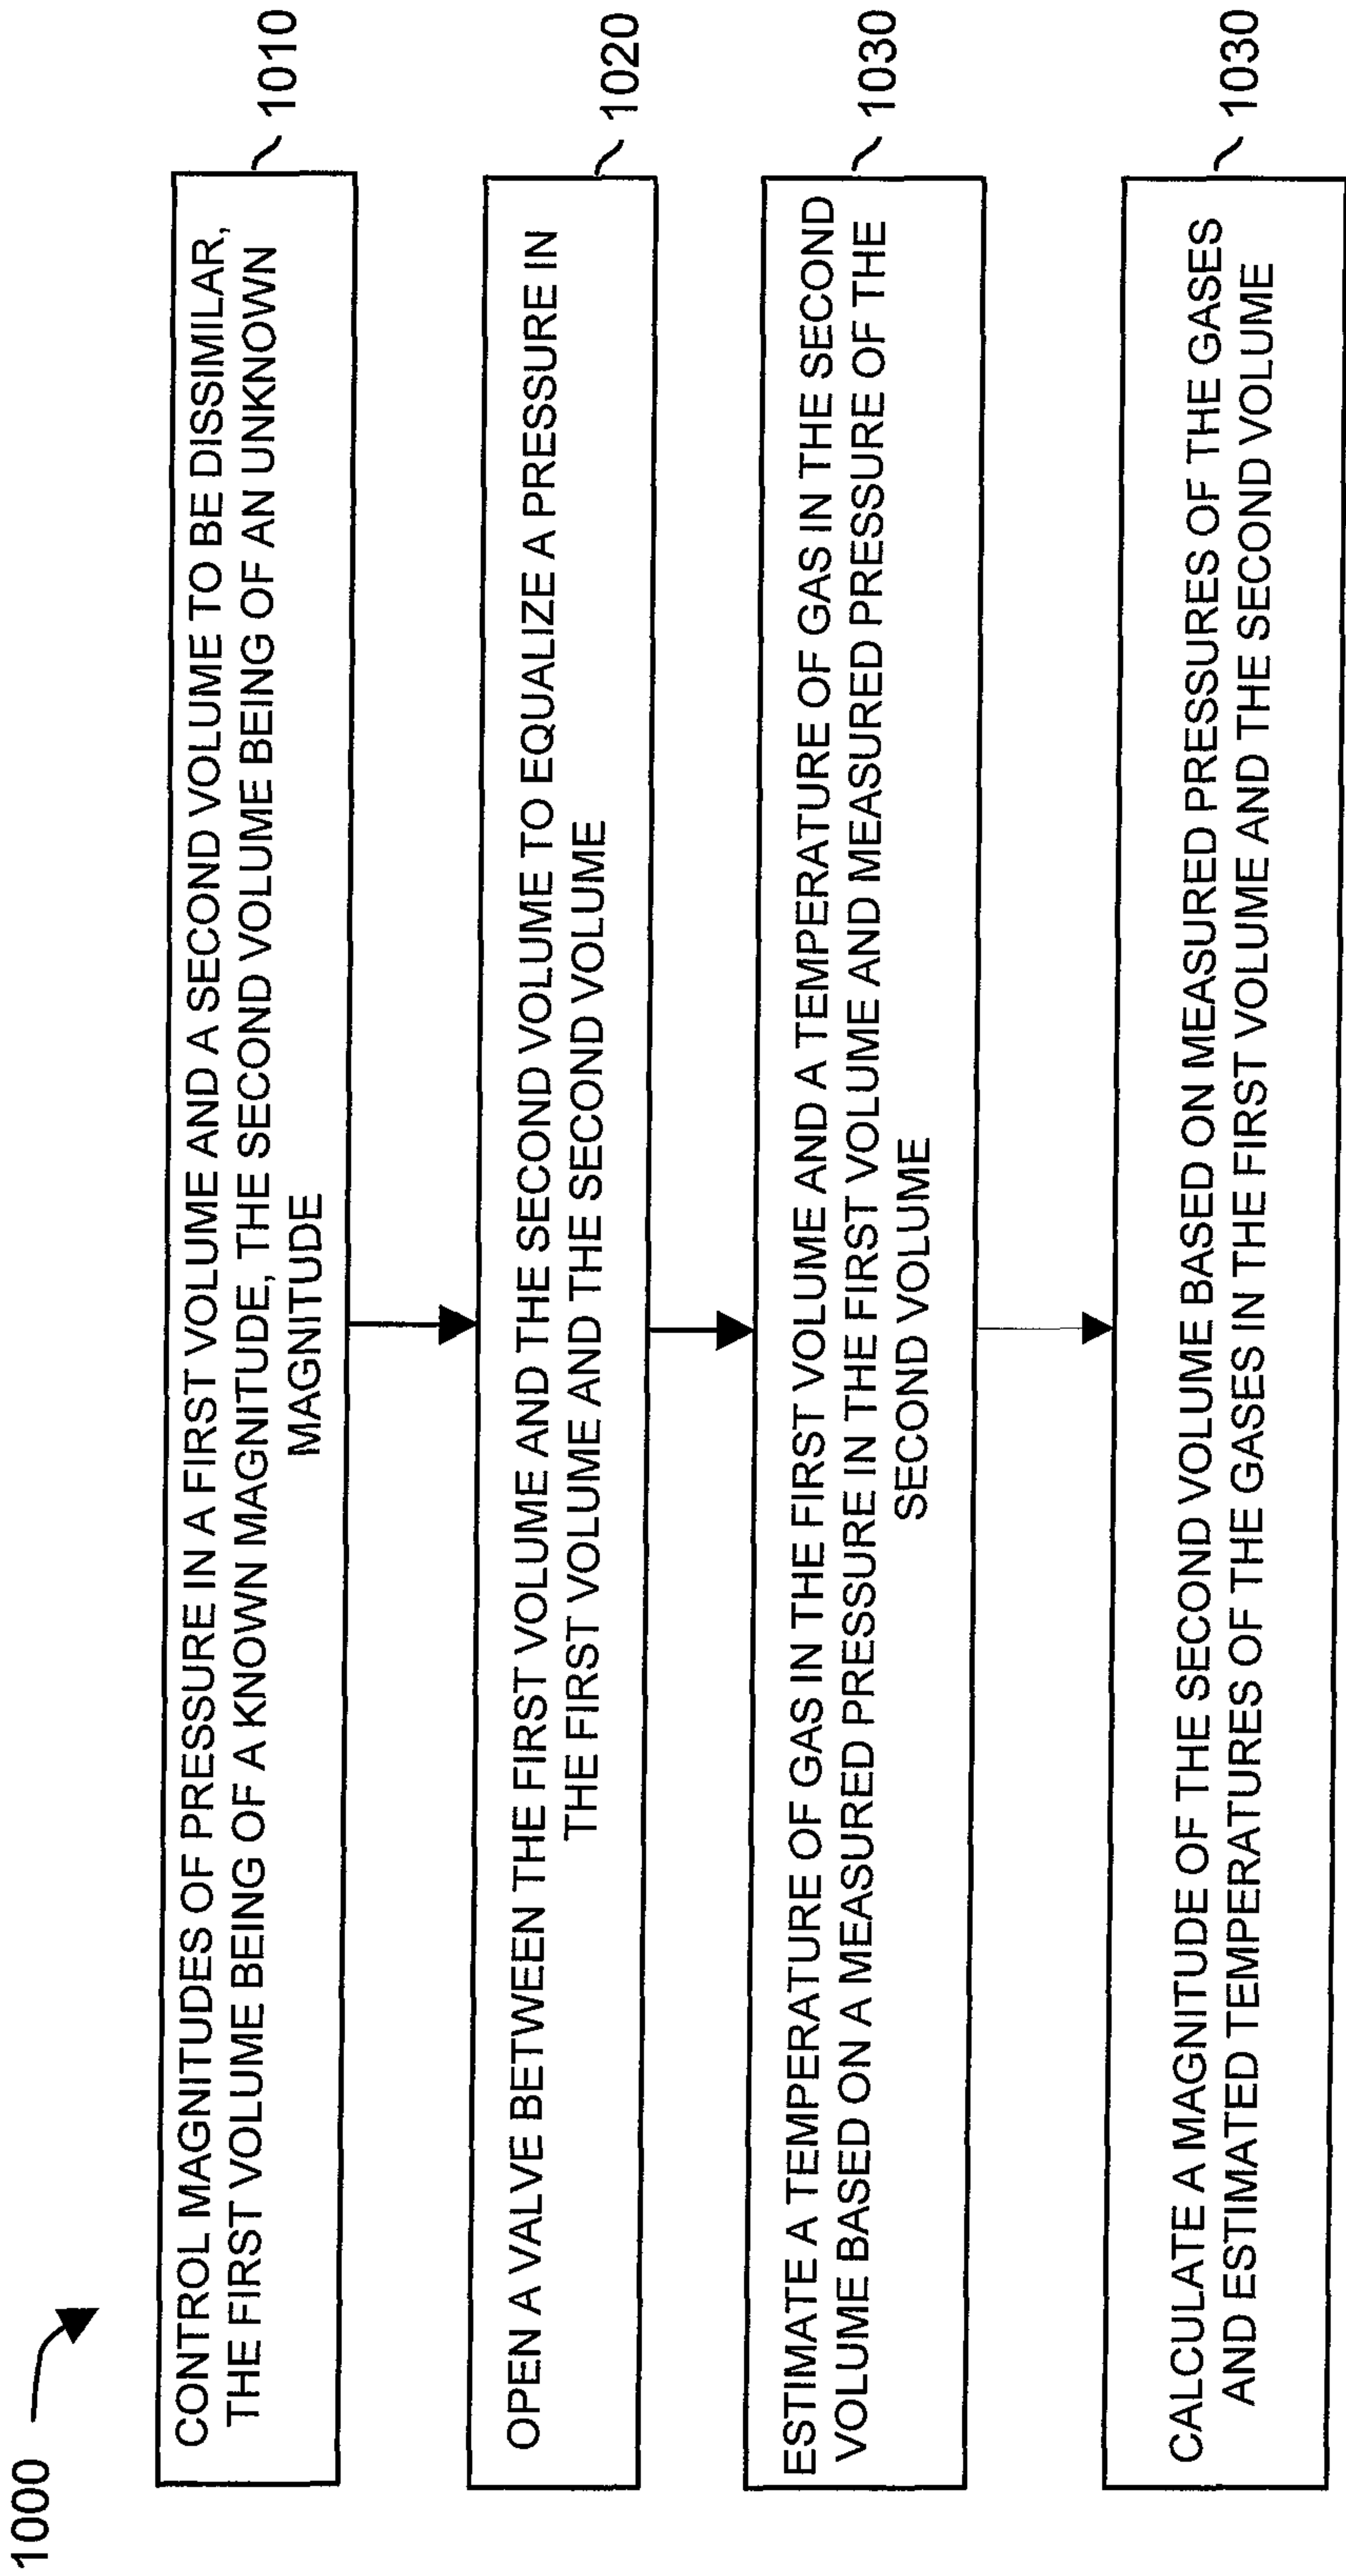 1000
CONTROL MAGNITUDES OF PRESSURE IN A FIRST VOLUME AND A SECOND VOLUME TO BE DISSIMILAR,
THE FIRST VOLUME BEING OF A KNOWN MAGNITUDE, THE SECOND VOLUME BEING OF AN UNKNOWN
MAGNITUDE
1010
OPEN A VALVE BETWEEN THE FIRST VOLUME AND THE SECOND VOLUME TO EQUALIZE A PRESSURE IN
THE FIRST VOLUME AND THE SECOND VOLUME
1020
ESTIMATE A TEMPERATURE OF GAS IN THE FIRST VOLUME AND A TEMPERATURE OF GAS IN THE SECOND
VOLUME BASED ON A MEASURED PRESSURE IN THE FIRST VOLUME AND MEASURED PRESSURE OF THE
SECOND VOLUME
1030
CALCULATE A MAGNITUDE OF THE SECOND VOLUME BASED ON MEASURED PRESSURES OF THE GASES
AND ESTIMATED TEMPERATURES OF THE GASES IN THE FIRST VOLUME AND THE SECOND VOLUME
1030